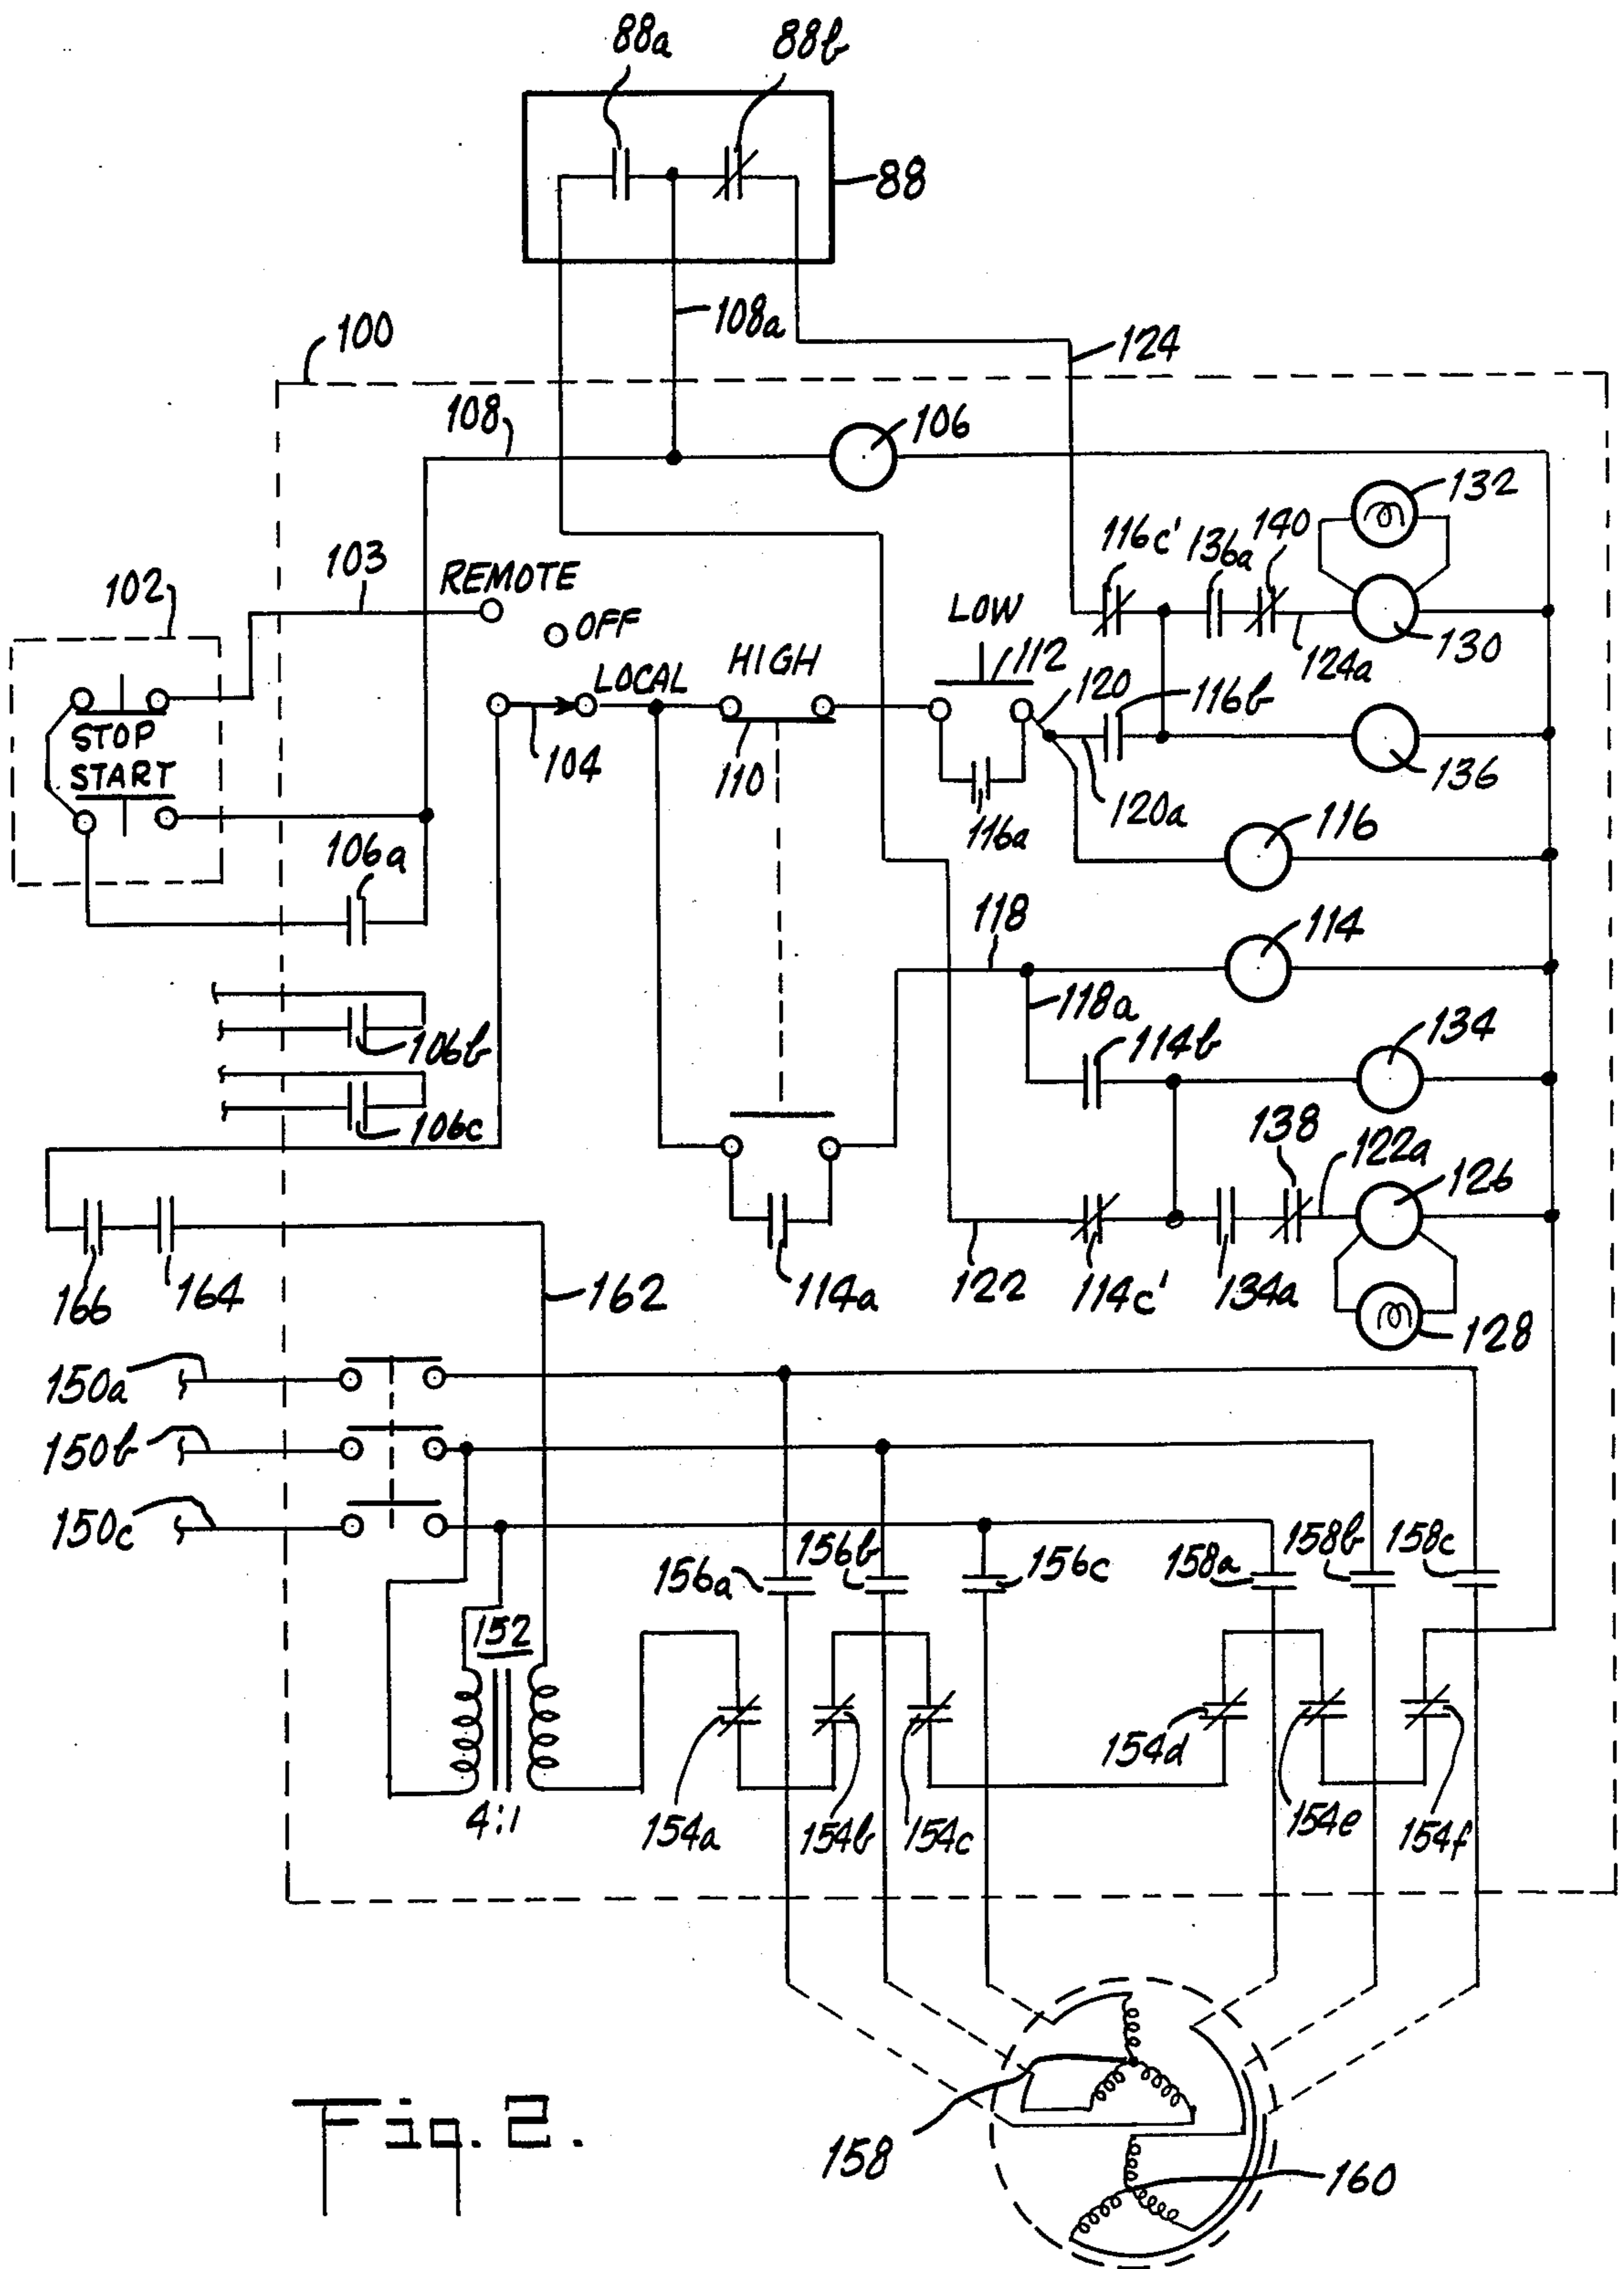 88a
88b
88
108a
124
100
108
106
132
116c'
136a
140
103
REMOTE
102
OFF
LOW
130
124a
HIGH
112
LOCAL
120
116b
STOP
104
110
136
START
120a
116a
116
106a
118
114
118a
106b
114b
134
106c
138
122a
126
166
164
162
114a
122
114c'
134a
128
150a
150b
150c
156a
156b
156c
158a
158b
158c
152
4:1
154a
154b
154c
154d
154e
154f
158
160
Fig. 2.